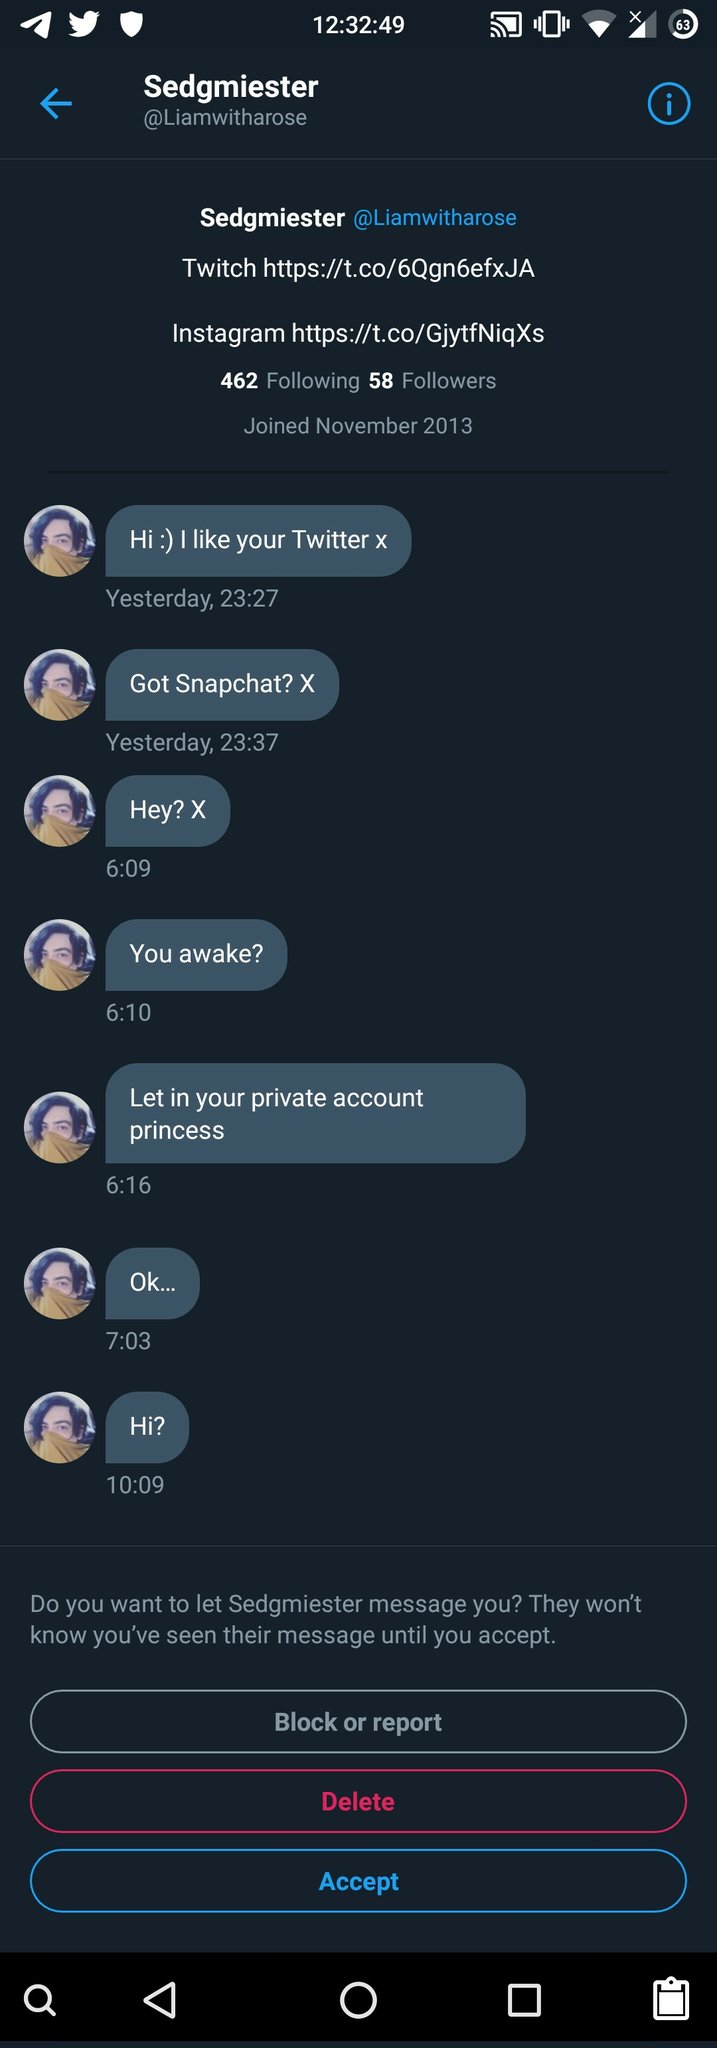 12:32:49
63
Sedgmiester
@Liamwitharose
Sedgmiester @Liamwitharose
Twitch https://t.co/6Qgn6efxJA
Instagram https://t.co/GjytfNiqXs
462 Following 58 Followers
Joined November 2013
Hi :) I like your Twitter x
Yesterday, 23:27
Got Snapchat? X
Yesterday, 23:37
Hey? X
6:09
You awake?
6:10
Let in your private account
princess
6:16
Ok...
7:03
Hi?
10:09
Do you want to let Sedgmiester message you? They won’t
know you’ve seen their message until you accept.
Block or report
Delete
Accept